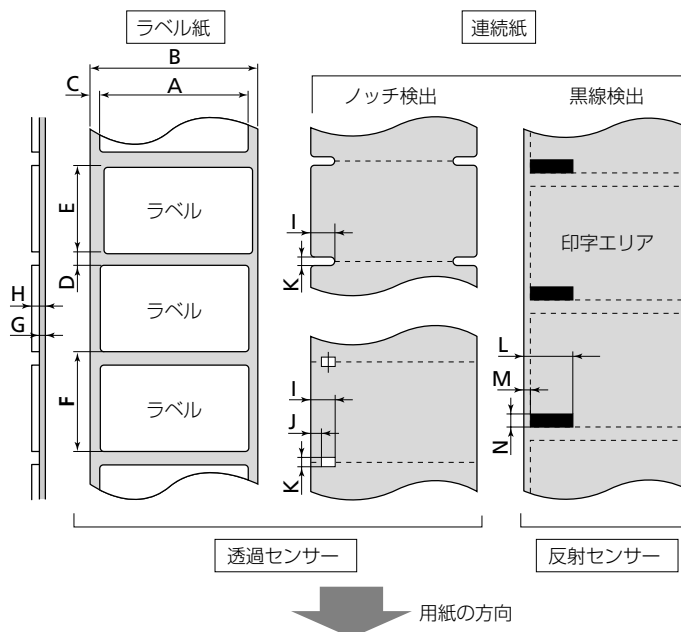 ラベル紙
連続紙
B
C
A
ノッチ検出
黒線検出
E
ラベル
I
印字エリア
D
K
H
ラベル
G
L
I
M
F
ラベル
J
N
K
透過センサー
反射センサー
用紙の方向